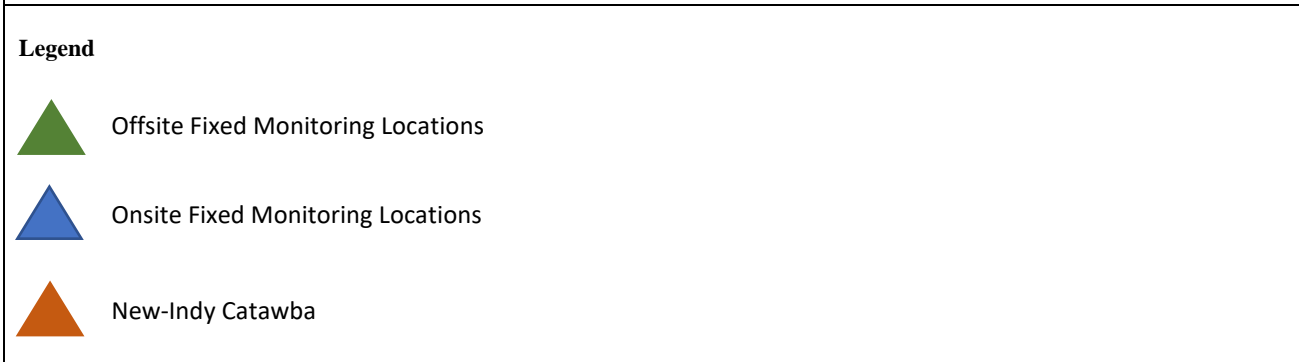 Legend
Offsite Fixed Monitoring Locations
Onsite Fixed Monitoring Locations
New-Indy Catawba